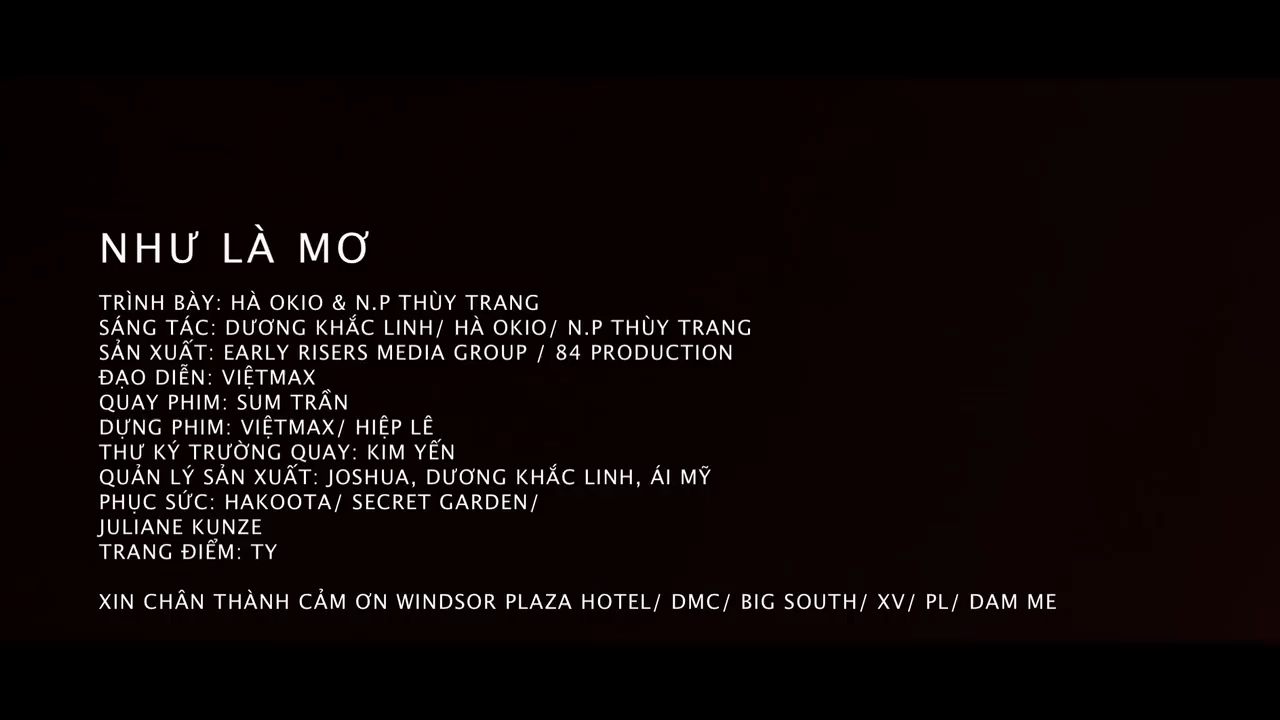 NHƯ LÀ MƠ
TRÌNH BÀY: HÀ OKIO & N.P THÙY TRANG
SÁNG TÁC: DƯƠNG KHẮC LINH/ HÀ OKIO/ N.P THÙY TRANG
SẢN XUẤT: EARLY RISERS MEDIA GROUP / 84 PRODUCTION
ĐẠO DIỄN: VIỆTMAX
QUAY PHIM: SUM TRẦN
DỰNG PHIM: VIỆTMAX/ HIỆP LÊ
THƯ KÝ TRƯỜNG QUAY: KIM YẾN
QUẢN LÝ SẢN XUẤT: JOSHUA, DƯƠNG KHẮC LINH, ÁI MỸ
PHỤC SỨC: HAKOOTA/ SECRET GARDEN/
JULIANE KUNZE
TRANG ĐIỂM: TY
XIN CHÂN THÀNH CẢM ƠN WINDSOR PLAZA HOTEL/ DMC/ BIG SOUTH/ XV/ PL/ DAM ME